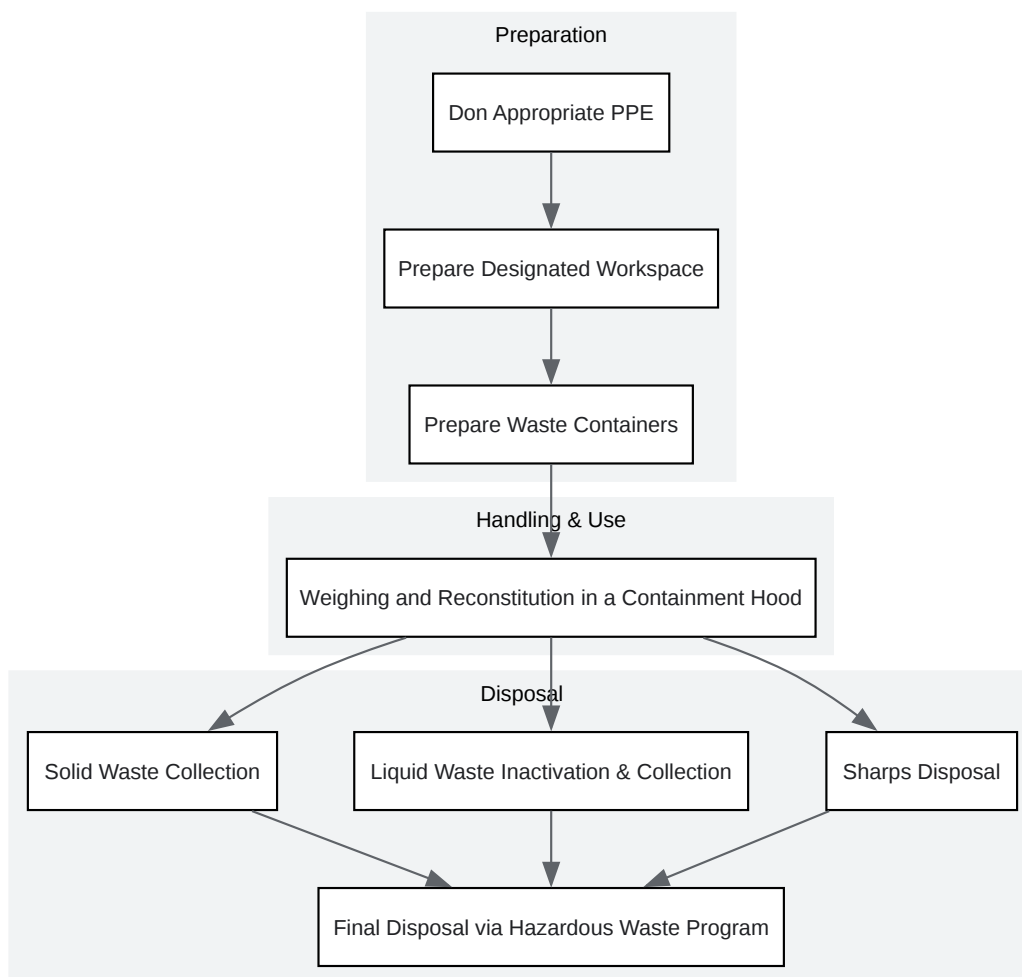 Preparation
Don Appropriate PPE
Prepare Designated Workspace
Prepare Waste Containers
Handling & Use
Weighing and Reconstitution in a Containment Hood
Disposal
Solid Waste Collection
Liquid Waste Inactivation & Collection
Sharps Disposal
Final Disposal via Hazardous Waste Program